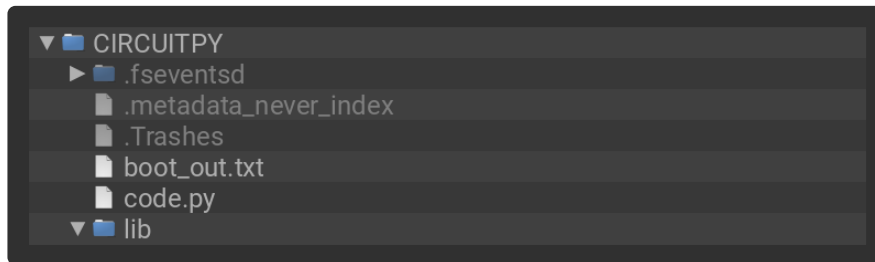 CIRCUITPY
.fseventsd
.metadata_never_index
.Trashes
boot_out.txt
code.py
lib